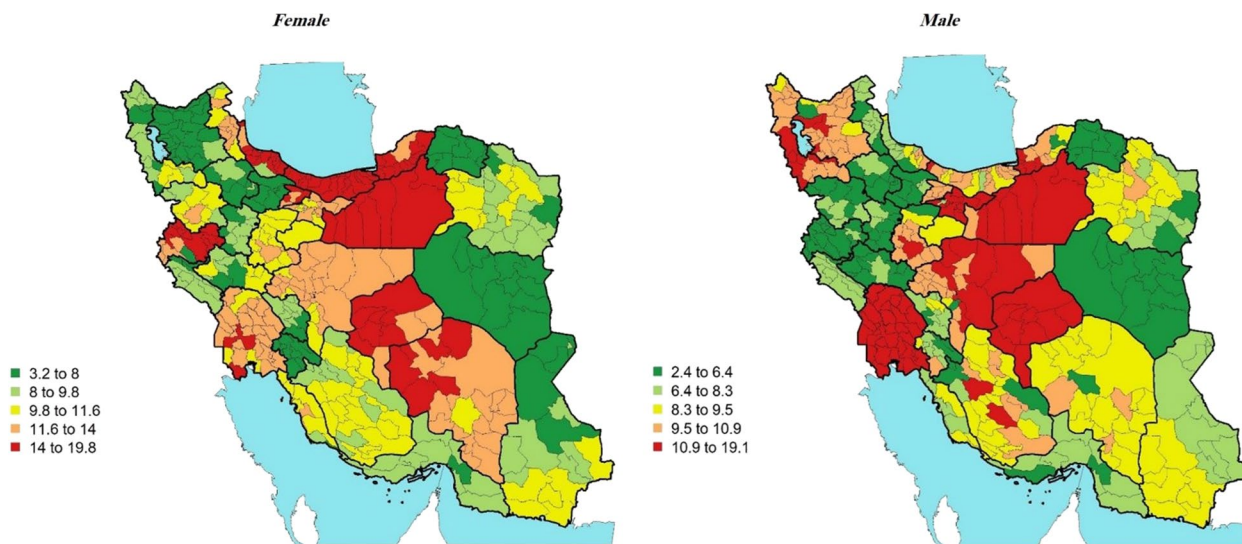 Female
Male
3.2 to 8
8 to 9.8
9.8 to 11.6
11.6 to 14
14 to 19.8
2.4 to 6.4
6.4 to 8.3
8.3 to 9.5
9.5 to 10.9
10.9 to 19.1